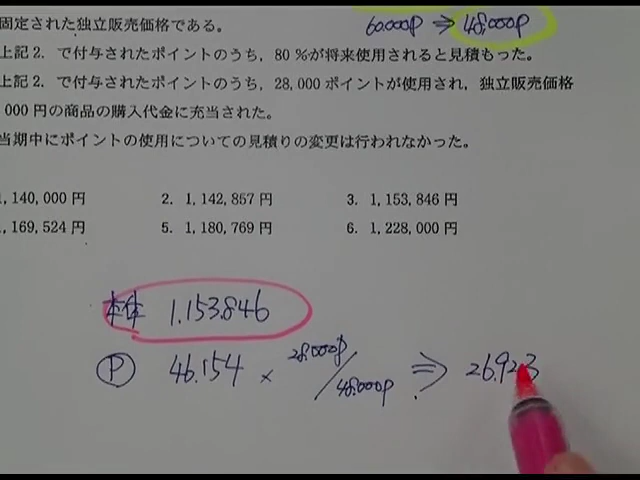 固定された独立販売価格である。
60.000P ⇒ 48.000P
上記2．で付与されたポイントのうち，80％が将来使用されると見積もった。
上記2．で付与されたポイントのうち，28,000ポイントが使用され，独立販売価格
000円の商品の購入代金に充当された。
当期中にポイントの使用についての見積りの変更は行われなかった。
1,140,000円 2. 1,142,857円 3. 1,153,846円
1,169,524円 5. 1,180,769円 6. 1,228,000円
本体 1.153.846
Ⓟ 46.154 × 28.000P/48.000P ⇒ 26.923